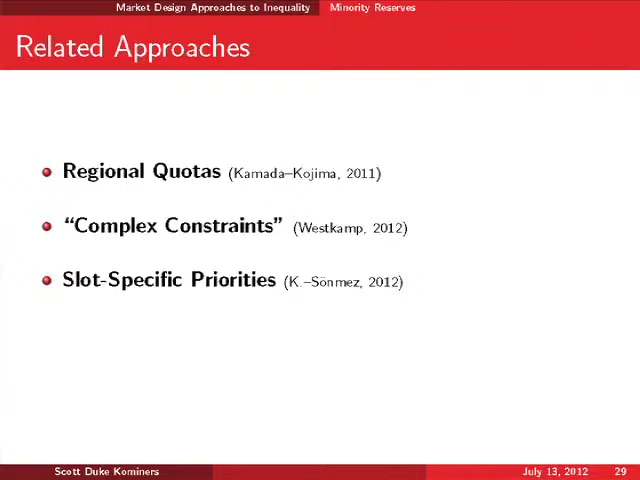 Market Design Approaches to Inequality Minority Reserves
Related Approaches
Regional Quotas (Kamada–Kojima, 2011)
“Complex Constraints” (Westkamp, 2012)
Slot-Specific Priorities (K.–Sönmez, 2012)
Scott Duke Kominers July 13, 2012 29